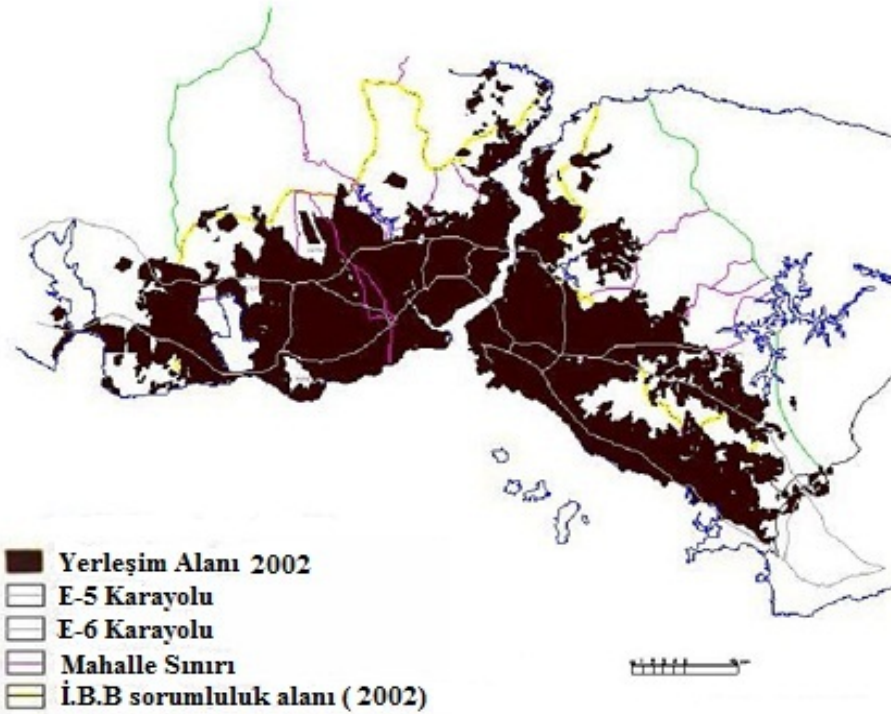 Yerleşim Alanı 2002
E-5 Karayolu
E-6 Karayolu
Mahalle Sınırı
İ.B.B sorumluluk alanı ( 2002)